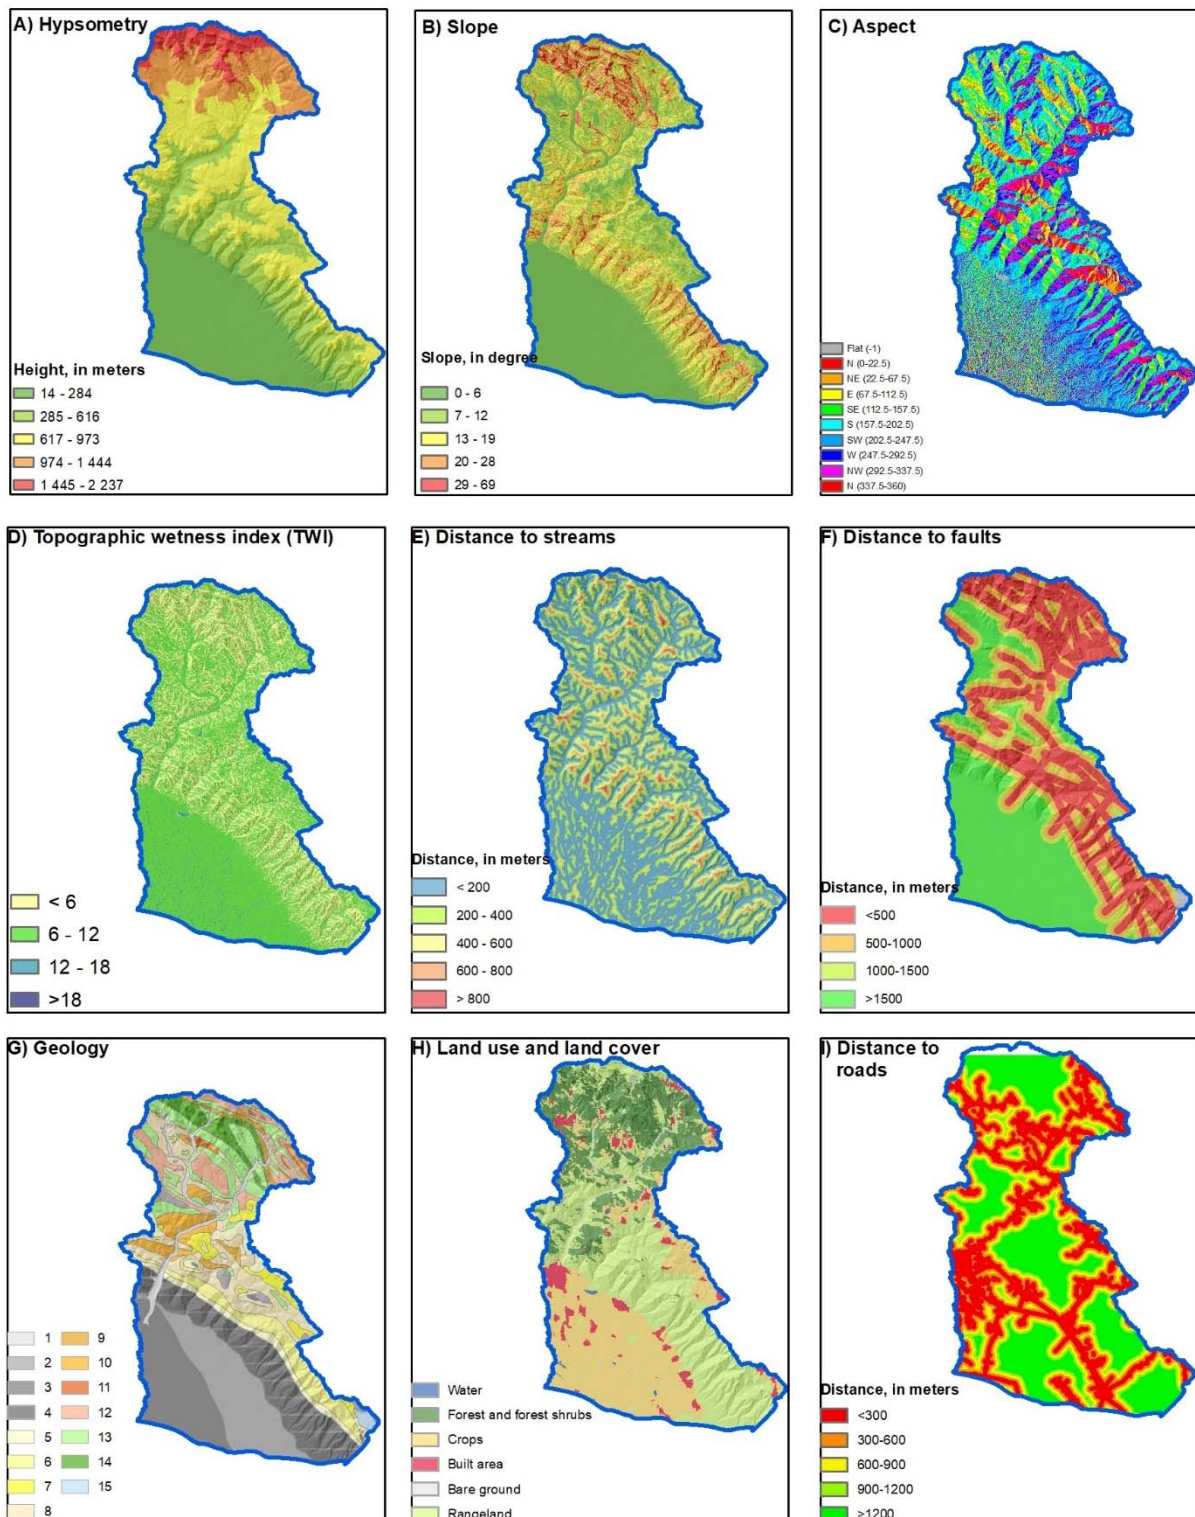 A) Hypsometry
Height, in meters
14 - 284
285 - 616
617 - 973
974 - 1 444
1 445 - 2 237
B) Slope
Slope, in degree
0 - 6
7 - 12
13 - 19
20 - 28
29 - 69
C) Aspect
Flat (-1)
N (0-22.5)
NE (22.5-67.5)
E (67.5-112.5)
SE (112.5-157.5)
S (157.5-202.5)
SW (202.5-247.5)
W (247.5-292.5)
NW (292.5-337.5)
N (337.5-360)
D) Topographic wetness index (TWI)
< 6
6 - 12
12 - 18
>18
E) Distance to streams
Distance, in meters
< 200
200 - 400
400 - 600
600 - 800
> 800
F) Distance to faults
Distance, in meters
<500
500-1000
1000-1500
>1500
G) Geology
1
2
3
4
5
6
7
8
9
10
11
12
13
14
15
H) Land use and land cover
Water
Forest and forest shrubs
Crops
Built area
Bare ground
Rangeland
I) Distance to
roads
Distance, in meters
<300
300-600
600-900
900-1200
>1200